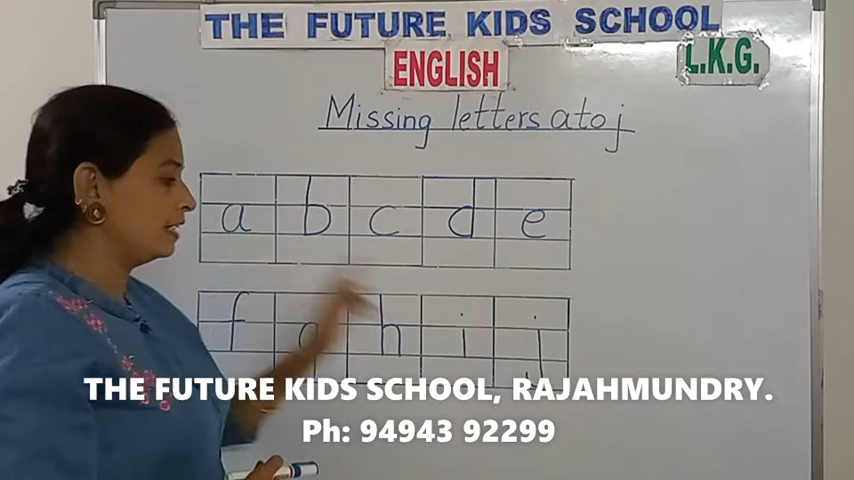 THE FUTURE KIDS SCHOOL
ENGLISH
L.K.G.
Missing letters a to j
a b c d e
f g h i j
THE FUTURE KIDS SCHOOL, RAJAHMUNDRY.
Ph: 94943 92299